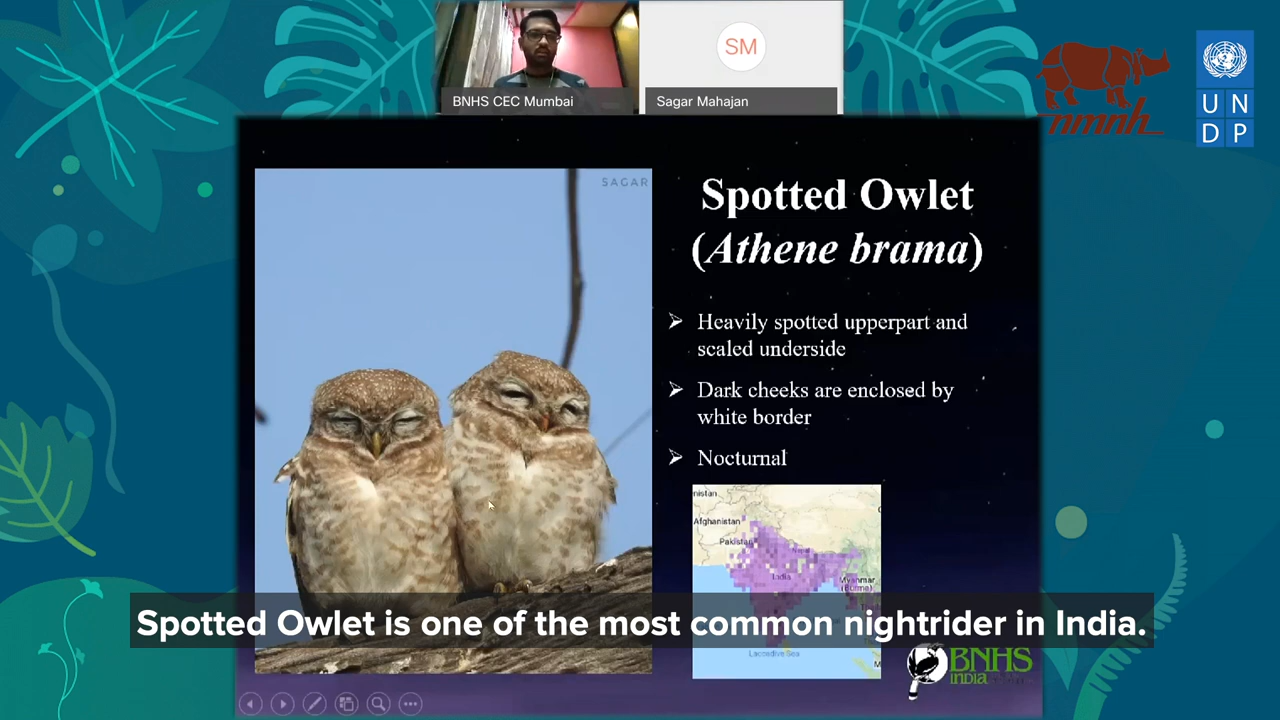 BNHS CEC Mumbai
SM
Sagar Mahajan
nmnh
U N
D P
SAGAR
Spotted Owlet
(Athene brama)
Heavily spotted upperpart and
scaled underside
Dark cheeks are enclosed by
white border
Nocturnal
nistan
Afghanistan
Pakistan
Nepal
India
Myanmar
(Burma)
Spotted Owlet is one of the most common nightrider in India.
Laccadive Sea
M
BNHS
INDIA